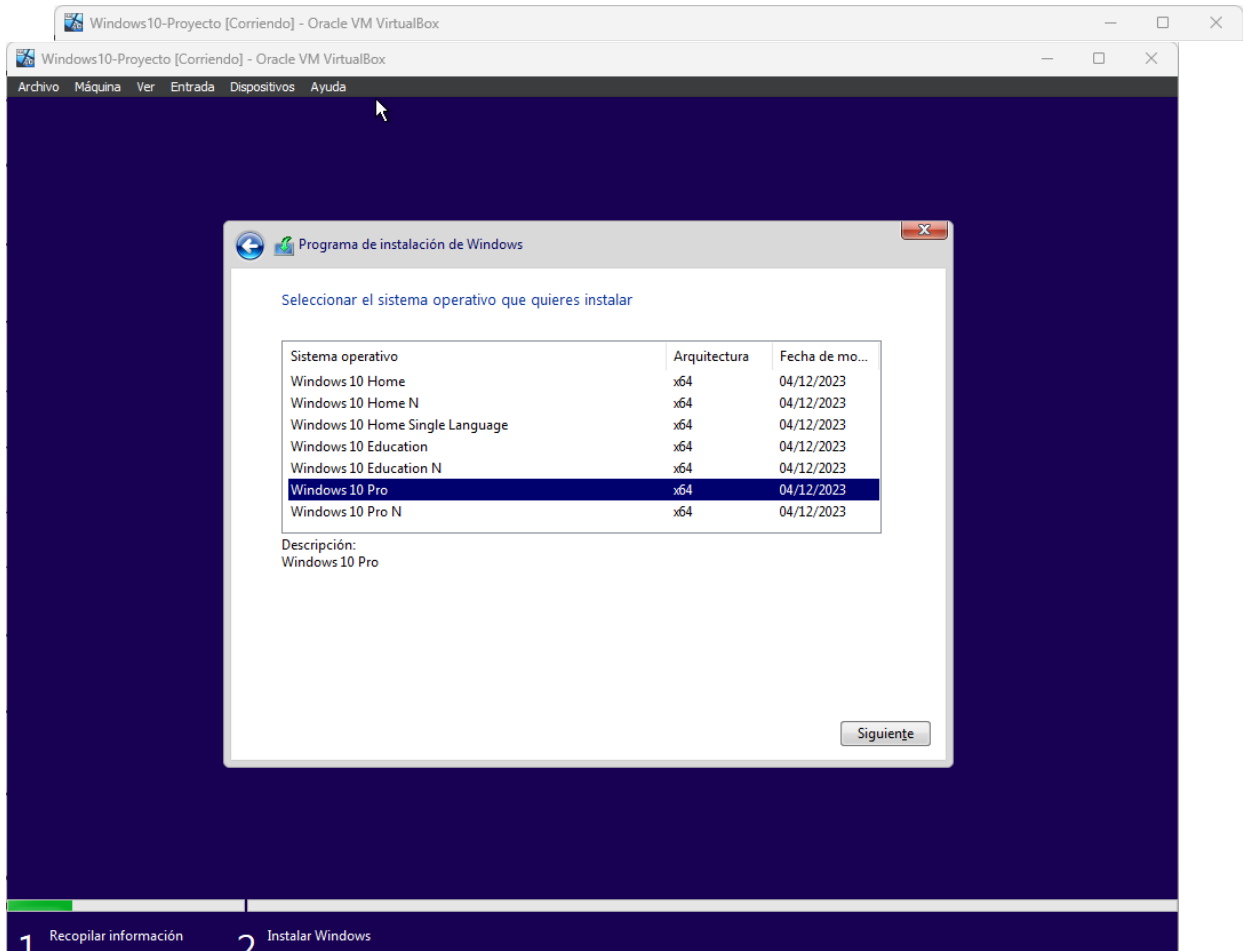 Windows10-Proyecto [Corriendo] - Oracle VM VirtualBox
Windows10-Proyecto [Corriendo] - Oracle VM VirtualBox
Archivo Máquina Ver Entrada Dispositivos Ayuda
Programa de instalación de Windows
Seleccionar el sistema operativo que quieres instalar
Sistema operativo Arquitectura Fecha de mo...
Windows 10 Home x64 04/12/2023
Windows 10 Home N x64 04/12/2023
Windows 10 Home Single Language x64 04/12/2023
Windows 10 Education x64 04/12/2023
Windows 10 Education N x64 04/12/2023
Windows 10 Pro x64 04/12/2023
Windows 10 Pro N x64 04/12/2023
Descripción:
Windows 10 Pro
Siguiente
1 Recopilar información 2 Instalar Windows